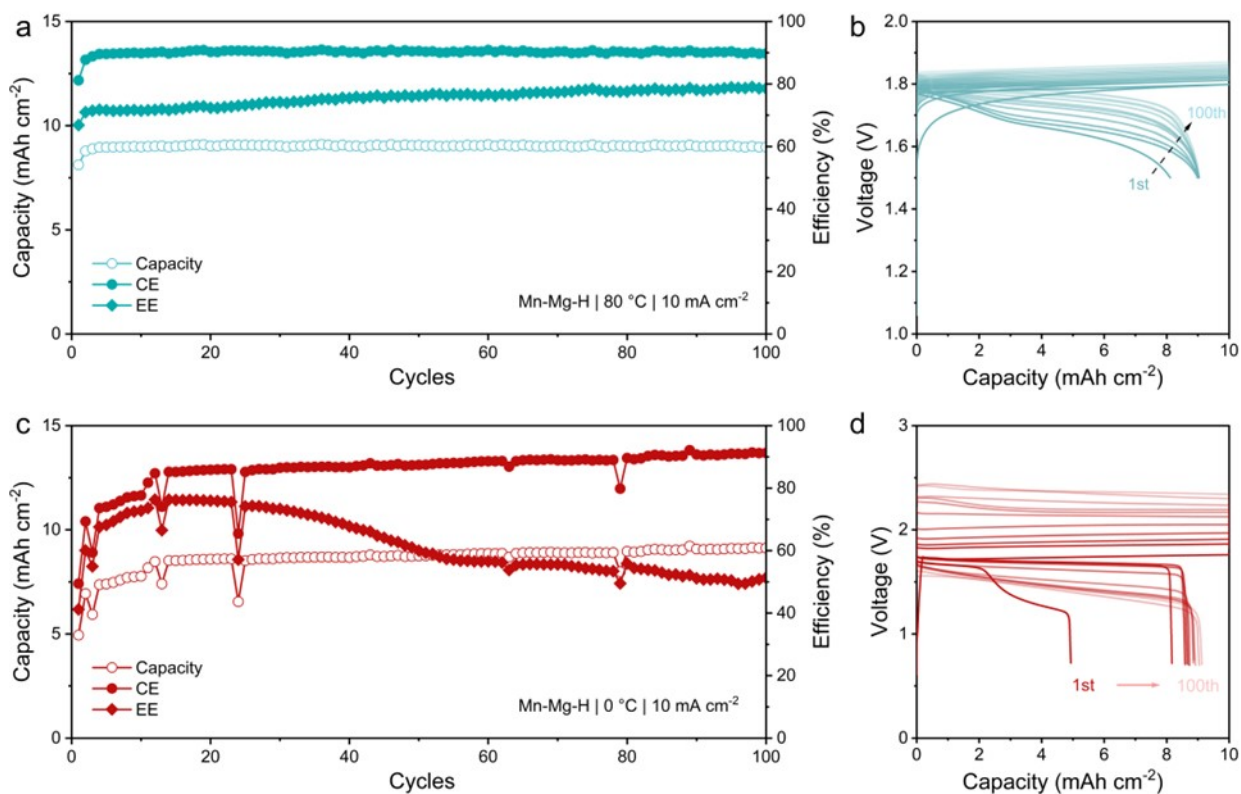 a
15
10
5
0
Capacity (mAh cm⁻²)
100
80
60
40
20
0
Efficiency (%)
Capacity
CE
EE
Mn-Mg-H | 80 °C | 10 mA cm⁻²
0 20 40 60 80 100
Cycles
b
2.0
1.8
1.6
1.4
1.2
1.0
Voltage (V)
100th
1st
0 2 4 6 8 10
Capacity (mAh cm⁻²)
c
15
10
5
0
Capacity (mAh cm⁻²)
100
80
60
40
20
0
Efficiency (%)
Capacity
CE
EE
Mn-Mg-H | 0 °C | 10 mA cm⁻²
0 20 40 60 80 100
Cycles
d
3
2
1
0
Voltage (V)
1st 100th
0 2 4 6 8 10
Capacity (mAh cm⁻²)